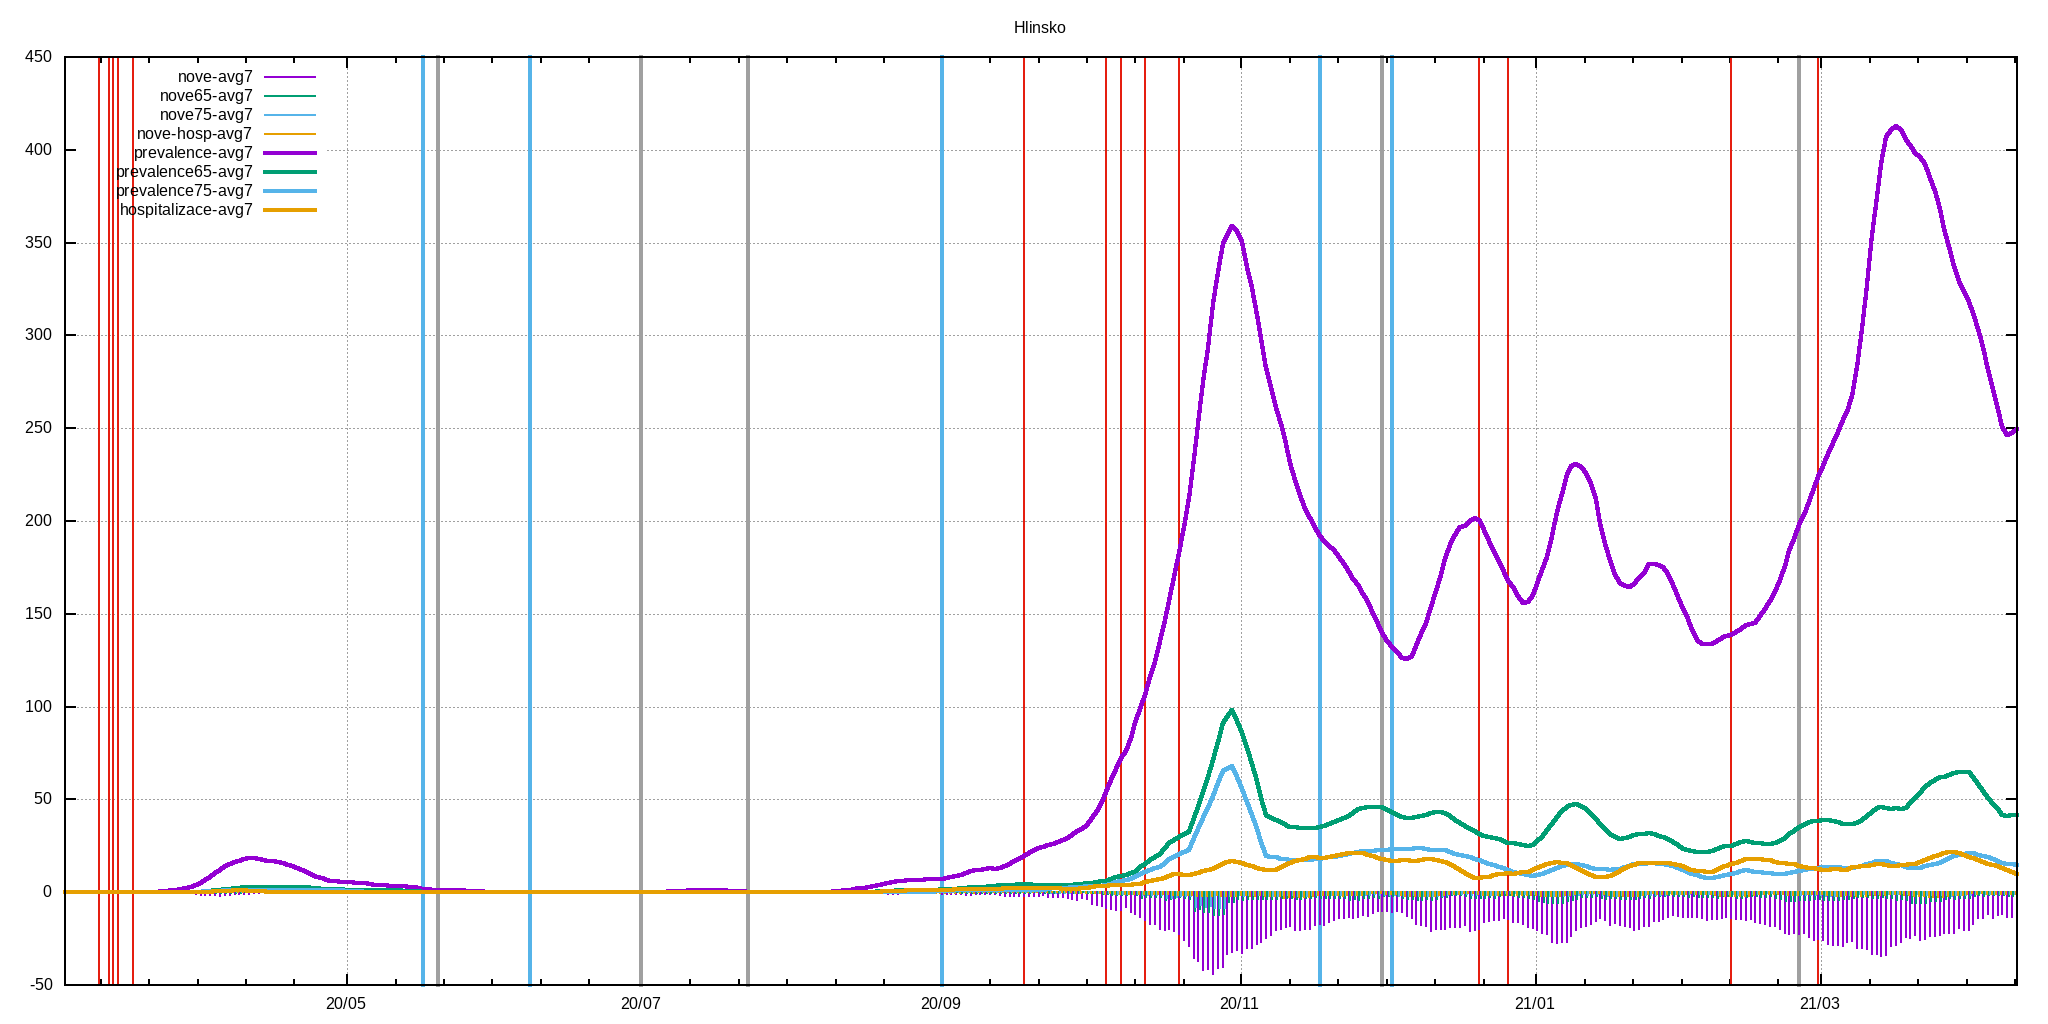 Hlinsko
450
400
350
300
250
200
150
100
50
0
-50
nove-avg7
nove65-avg7
nove75-avg7
nove-hosp-avg7
prevalence-avg7
prevalence65-avg7
prevalence75-avg7
hospitalizace-avg7
20/05 20/07 20/09 20/11 21/01 21/03